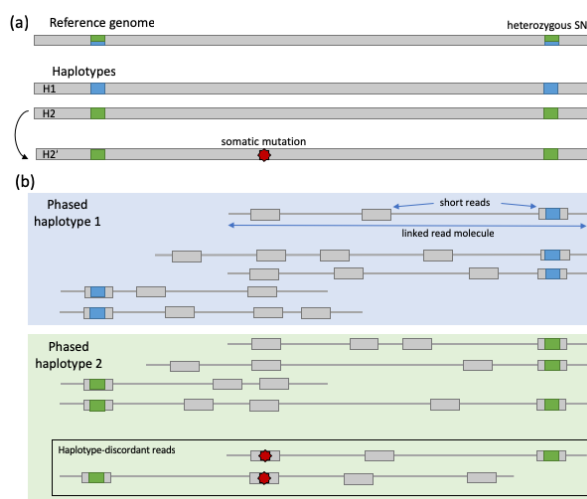 (a)
Reference genome
heterozygous SN
Haplotypes
H1
H2
somatic mutation
H2'
(b)
Phased
haplotype 1
short reads
linked read molecule
Phased
haplotype 2
Haplotype-discordant reads